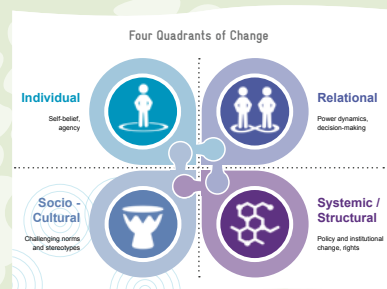 Four Quadrants of Change
Individual
Self-belief,
agency
Relational
Power dynamics,
decision-making
Socio -
Cultural
Challenging norms
and stereotypes
Systemic /
Structural
Policy and institutional
change, rights